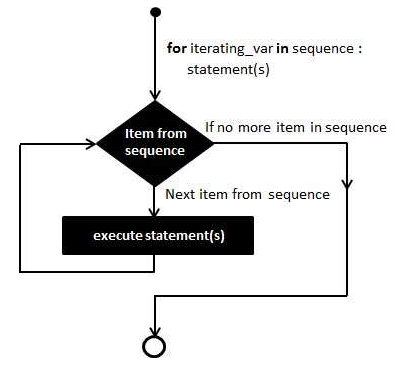 for iterating_var in sequence :
statement(s)
If no more item in sequence
Item from
sequence
Next item from sequence
execute statement(s)